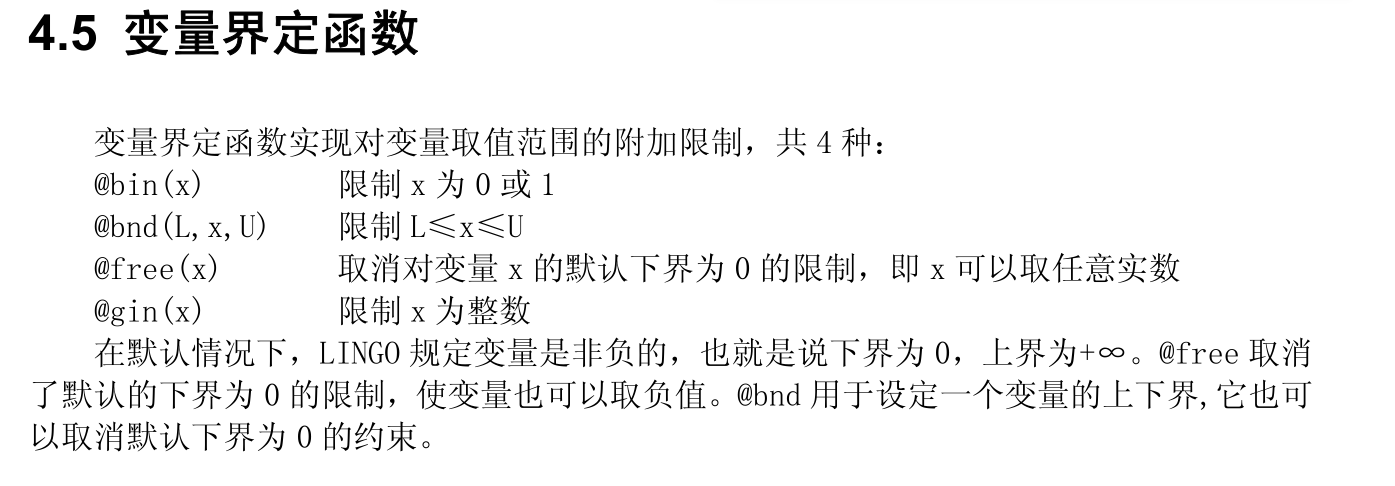 4.5 变量界定函数
变量界定函数实现对变量取值范围的附加限制，共 4 种：
@bin(x) 限制 x 为 0 或 1
@bnd(L,x,U) 限制 L≤x≤U
@free(x) 取消对变量 x 的默认下界为 0 的限制，即 x 可以取任意实数
@gin(x) 限制 x 为整数
在默认情况下，LINGO 规定变量是非负的，也就是说下界为 0，上界为+∞。@free 取消
了默认的下界为 0 的限制，使变量也可以取负值。@bnd 用于设定一个变量的上下界,它也可
以取消默认下界为 0 的约束。